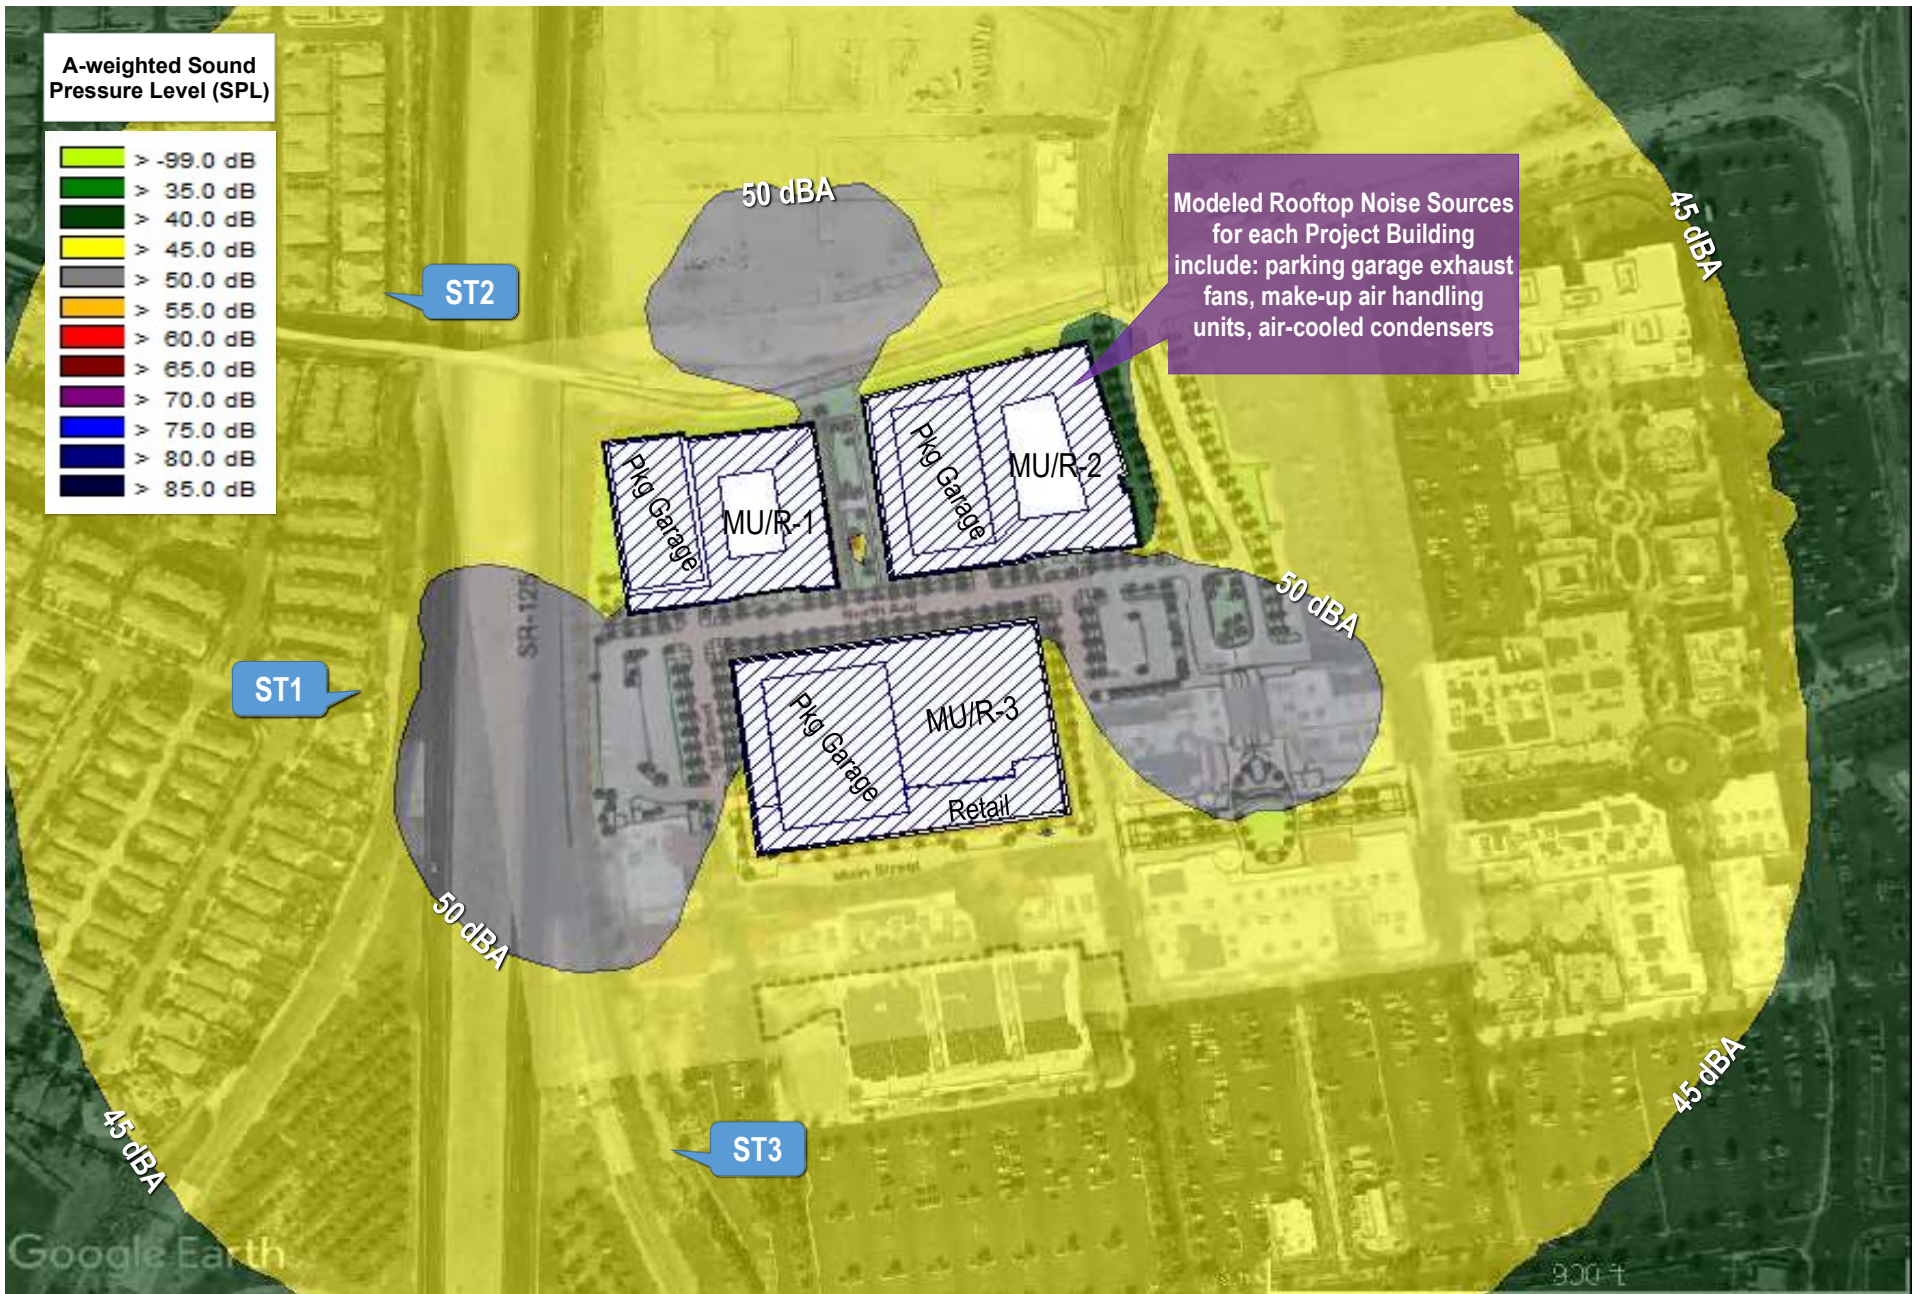 A-weighted Sound
Pressure Level (SPL)
> -99.0 dB
> 35.0 dB
> 40.0 dB
> 45.0 dB
> 50.0 dB
> 55.0 dB
> 60.0 dB
> 65.0 dB
> 70.0 dB
> 75.0 dB
> 80.0 dB
> 85.0 dB
50 dBA
45 dBA
Modeled Rooftop Noise Sources
for each Project Building
include: parking garage exhaust
fans, make-up air handling
units, air-cooled condensers
ST2
Pkg Garage
MU/R-1
Pkg Garage
MU/R-2
SR-125
50 dBA
ST1
Pkg Garage
MU/R-3
Retail
Main Street
50 dBA
45 dBA
45 dBA
ST3
Google Earth
900 ft